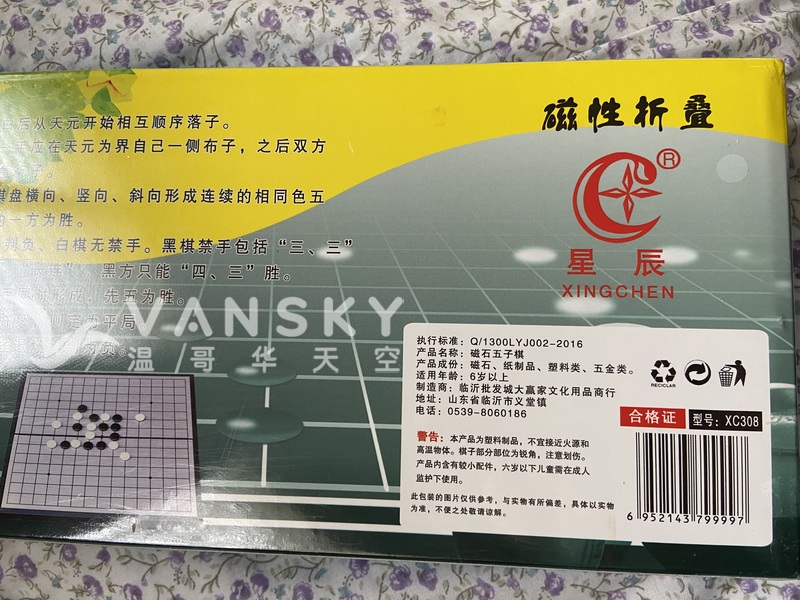 磁性折叠
后从天元开始相互顺序落子。
应在天元为界自己一侧布子，之后双方
棋盘横向、竖向、斜向形成连续的相同色五
的一方为胜。
判负、白棋无禁手。黑棋禁手包括“三、三”
黑方只能“四、三”胜。
先五为胜。
平局
®
星辰
XINGCHEN
VANSKY
温哥华天空
执行标准：Q/1300LYJ002-2016
产品名称：磁石五子棋
产品成份：磁石、纸制品、塑料类、五金类。
适用年龄：6岁以上
制造商：临沂批发城大赢家文化用品商行
地址：山东省临沂市义堂镇
电话：0539-8060186
RECICLAR
合格证 型号：XC308
警告：本产品为塑料制品，不宜接近火源和
高温物体。棋子部分部位为锐角，注意划伤。
产品内含有较小配件，六岁以下儿童需在成人
监护下使用。
此包装的图片仅供参考，与实物有所偏差，具体以实物
为准，不便之处敬请谅解。
6 952143 799997